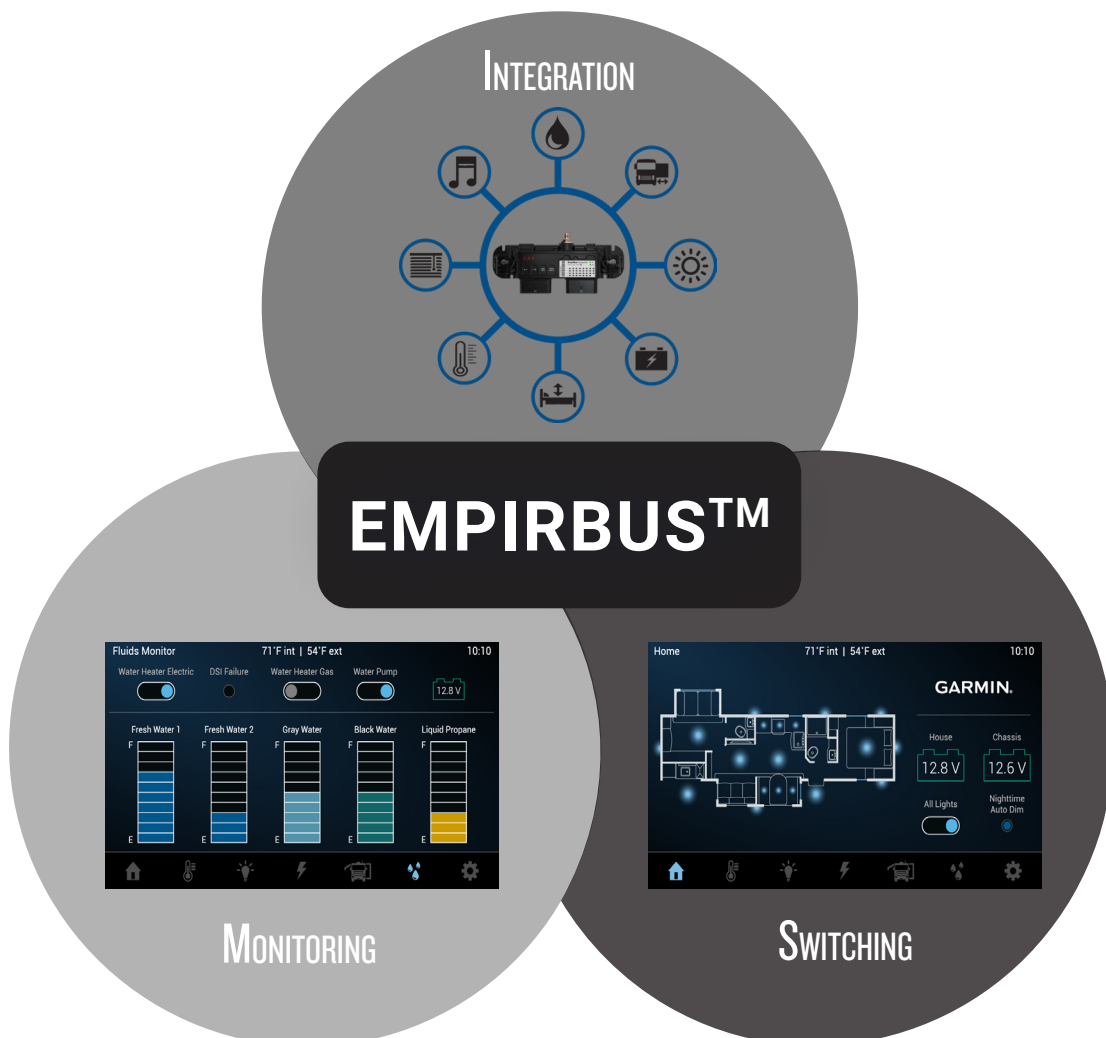 INTEGRATION
EMPIRBUS™
Fluids Monitor 71°F int | 54°F ext 10:10
Water Heater Electric DSI Failure Water Heater Gas Water Pump
12.8 V
Fresh Water 1 Fresh Water 2 Gray Water Black Water Liquid Propane
F F F F F
E E E E E
MONITORING
Home 71°F int | 54°F ext 10:10
GARMIN.
House Chassis
12.8 V 12.6 V
All Lights Nighttime
Auto Dim
SWITCHING